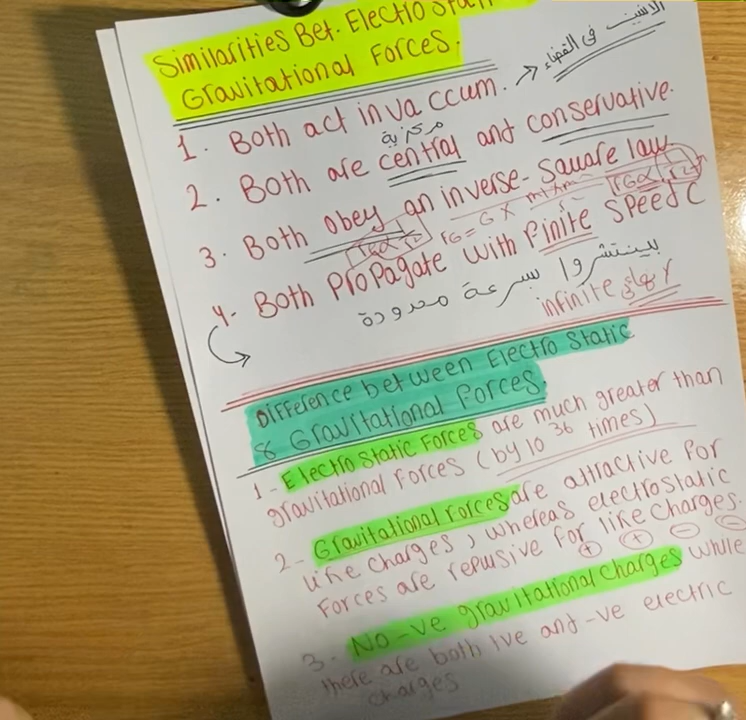 Similarities Bet. Electro Stati
Gravitational Forces.
1. Both act in va ccum. → الاتنين في الفضاء
مركزية
2. Both are central and conservative.
3. Both obey an inverse-square law
4- Both propagate with finite speed C
بينتشروا بسرعة محدودة
infinite
Difference between Electro Static
& Gravitational Forces.
1- Electro Static Forces are much greater than
gravitational Forces (by 10 36 times)
2- Gravitational Forces are attractive for
like charges, whereas electrostatic
Forces are repulsive for like charges.
⊕ ⊕ ⊖ ⊖
3- No -ve gravitational charges while
there are both +ve and -ve electric
charges